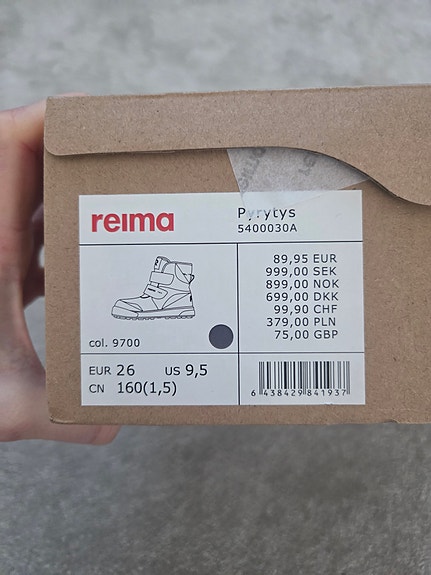 reima
Pyrytys
5400030A
89,95 EUR
999,00 SEK
899,00 NOK
699,00 DKK
99,90 CHF
379,00 PLN
75,00 GBP
col. 9700
EUR 26 US 9,5
CN 160(1,5)
6 438429 841937